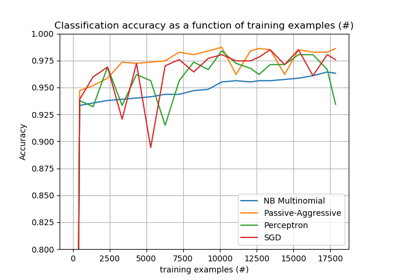 Classification accuracy as a function of training examples (#)
1.000
0.975
0.950
0.925
0.900
0.875
0.850
0.825
0.800
Accuracy
NB Multinomial
Passive-Aggressive
Perceptron
SGD
0 2500 5000 7500 10000 12500 15000 17500
training examples (#)